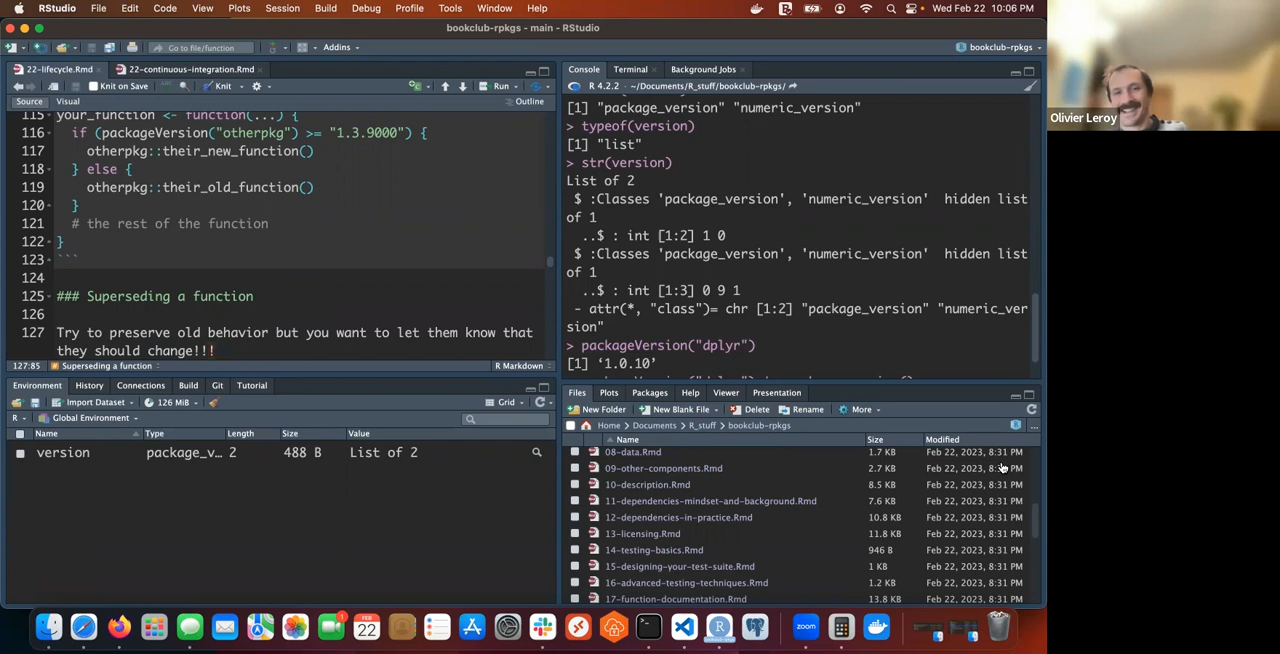 RStudio File Edit Code View Plots Session Build Debug Profile Tools Window Help Wed Feb 22 10:06 PM
bookclub-rpkgs - main - RStudio
Go to file/function Addins bookclub-rpkgs
22-lifecycle.Rmd 22-continuous-integration.Rmd
Knit on Save Knit Run
Source Visual Outline
115 your_function <- function(...) {
116 if (packageVersion("otherpkg") >= "1.3.9000") {
117 otherpkg::their_new_function()
118 } else {
119 otherpkg::their_old_function()
120 }
121 # the rest of the function
122 }
123 ```
124
125 ### Superseding a function
126
127 Try to preserve old behavior but you want to let them know that
they should change!!!
127:85 Superseding a function R Markdown
Environment History Connections Build Git Tutorial
Import Dataset 126 MiB Grid
R Global Environment
Name Type Length Size Value
version package_v… 2 488 B List of 2
Console Terminal Background Jobs
R 4.2.2 · ~/Documents/R_stuff/bookclub-rpkgs/
[1] "package_version" "numeric_version"
> typeof(version)
[1] "list"
> str(version)
List of 2
$ :Classes 'package_version', 'numeric_version'  hidden list
of 1
..$ : int [1:2] 1 0
$ :Classes 'package_version', 'numeric_version'  hidden list
of 1
..$ : int [1:3] 0 9 1
- attr(*, "class")= chr [1:2] "package_version" "numeric_ver
sion"
> packageVersion("dplyr")
[1] ‘1.0.10’
Files Plots Packages Help Viewer Presentation
New Folder New Blank File Delete Rename More
Home Documents R_stuff bookclub-rpkgs
Name Size Modified
08-data.Rmd 1.7 KB Feb 22, 2023, 8:31 PM
09-other-components.Rmd 2.7 KB Feb 22, 2023, 8:31 PM
10-description.Rmd 8.5 KB Feb 22, 2023, 8:31 PM
11-dependencies-mindset-and-background.Rmd 7.6 KB Feb 22, 2023, 8:31 PM
12-dependencies-in-practice.Rmd 10.8 KB Feb 22, 2023, 8:31 PM
13-licensing.Rmd 11.8 KB Feb 22, 2023, 8:31 PM
14-testing-basics.Rmd 946 B Feb 22, 2023, 8:31 PM
15-designing-your-test-suite.Rmd 1 KB Feb 22, 2023, 8:31 PM
16-advanced-testing-techniques.Rmd 1.2 KB Feb 22, 2023, 8:31 PM
17-function-documentation.Rmd 13.8 KB Feb 22, 2023, 8:31 PM
Olivier Leroy
1
FEB
22
zoom